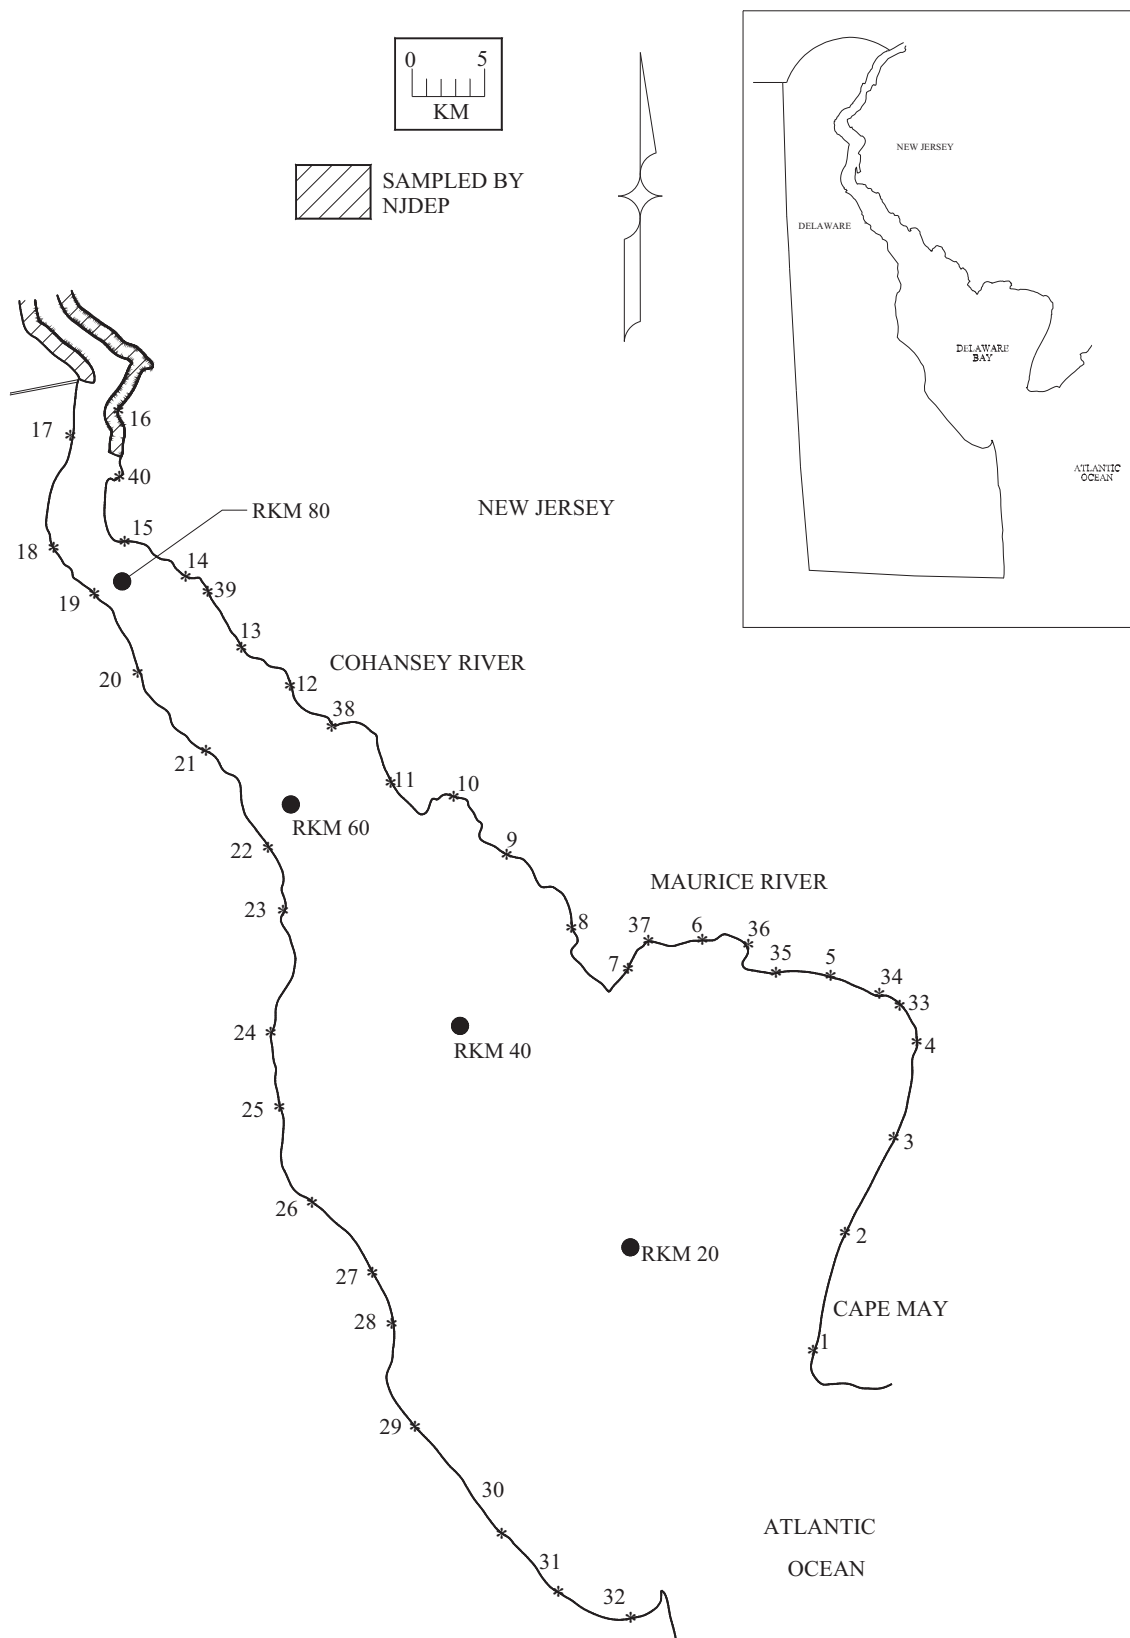 0 5
KM
SAMPLED BY
NJDEP
NEW JERSEY
DELAWARE
DELAWARE
BAY
ATLANTIC
OCEAN
16
17
40
RKM 80
NEW JERSEY
15
18
14
39
19
13
COHANSEY RIVER
20
12
38
21
11
10
RKM 60
9
22
MAURICE RIVER
23
8
37
6
36
7
35
5
34
33
24
4
RKM 40
25
3
26
2
RKM 20
27
CAPE MAY
28
1
29
30
ATLANTIC
OCEAN
31
32